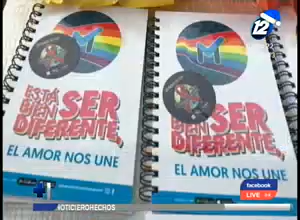 12
ESTÁ
BIEN SER
DIFERENTE,
EL AMOR NOS UNE
ESTÁ
BIEN SER
DIFERENTE,
EL AMOR NOS UNE
NOTICIEROHECHOS
facebook
LIVE